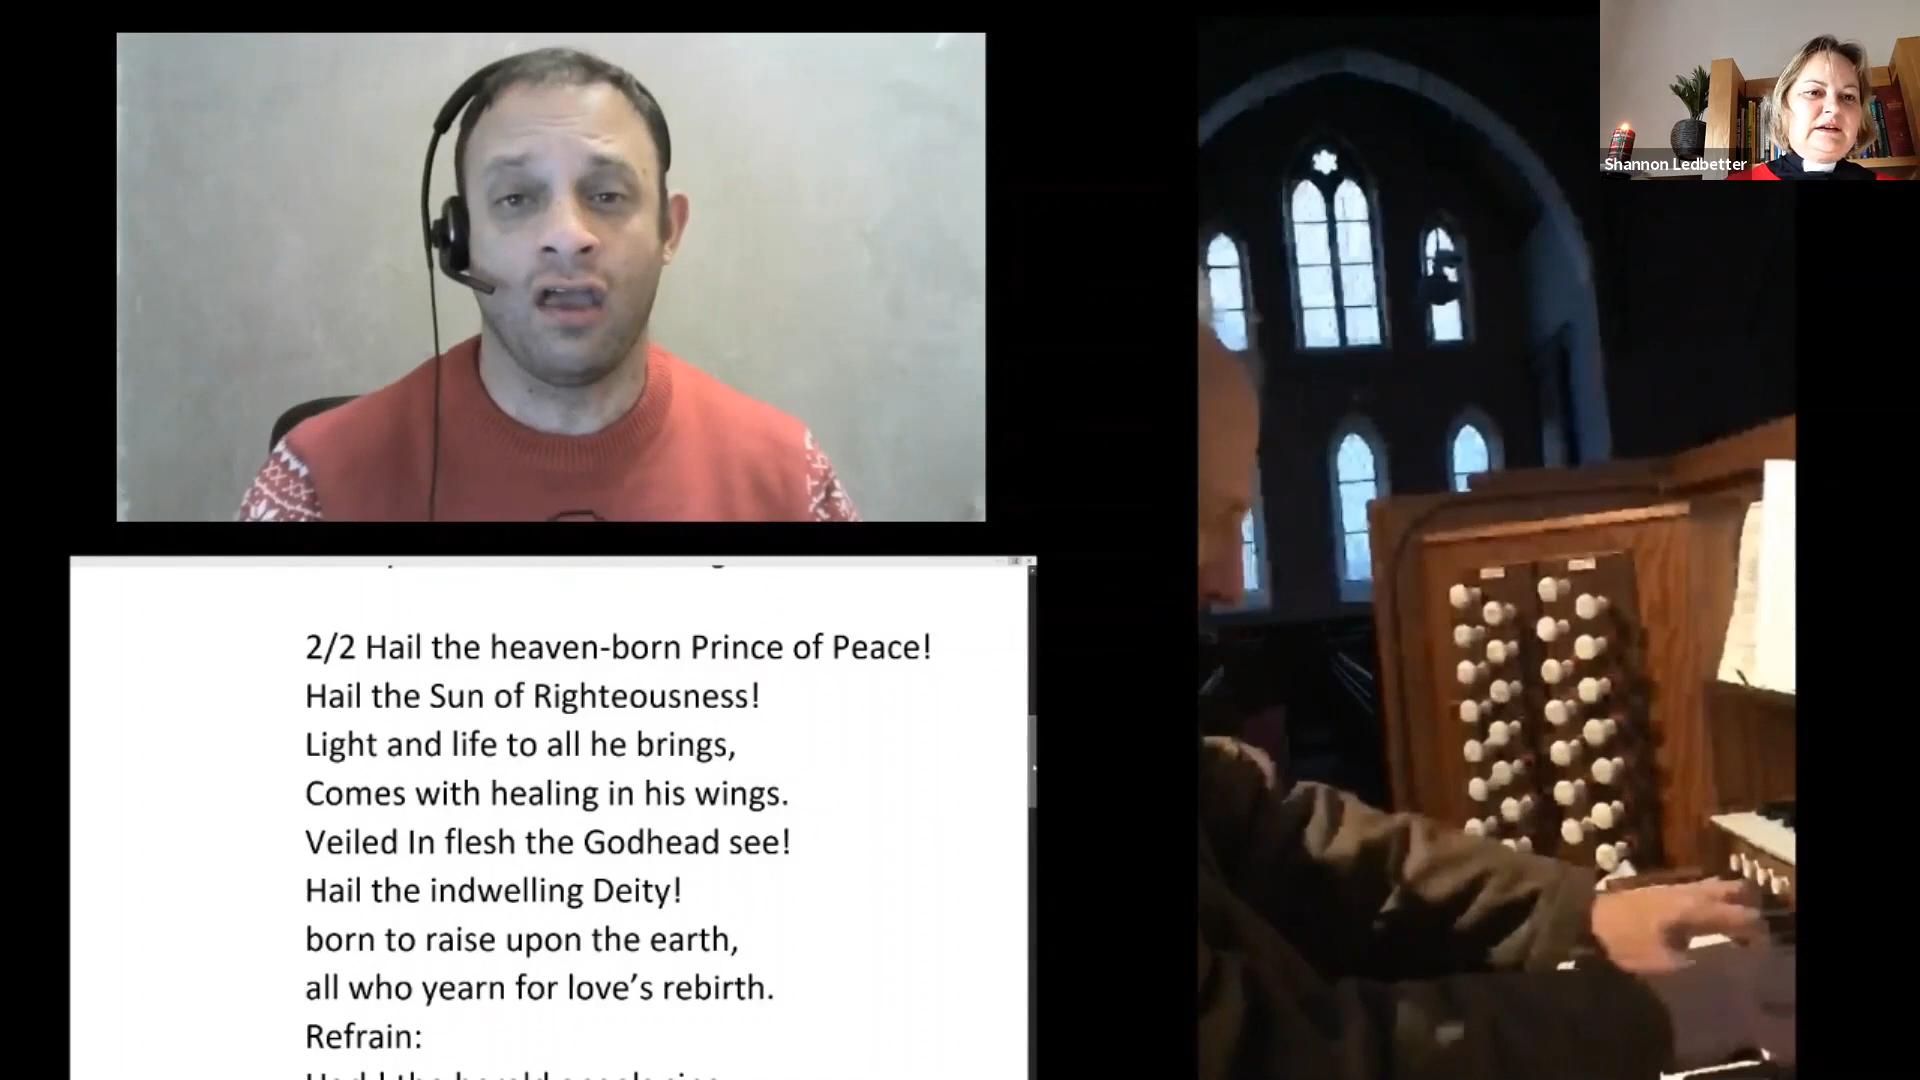 Shannon Ledbetter
2/2 Hail the heaven-born Prince of Peace!
Hail the Sun of Righteousness!
Light and life to all he brings,
Comes with healing in his wings.
Veiled In flesh the Godhead see!
Hail the indwelling Deity!
born to raise upon the earth,
all who yearn for love’s rebirth.
Refrain: